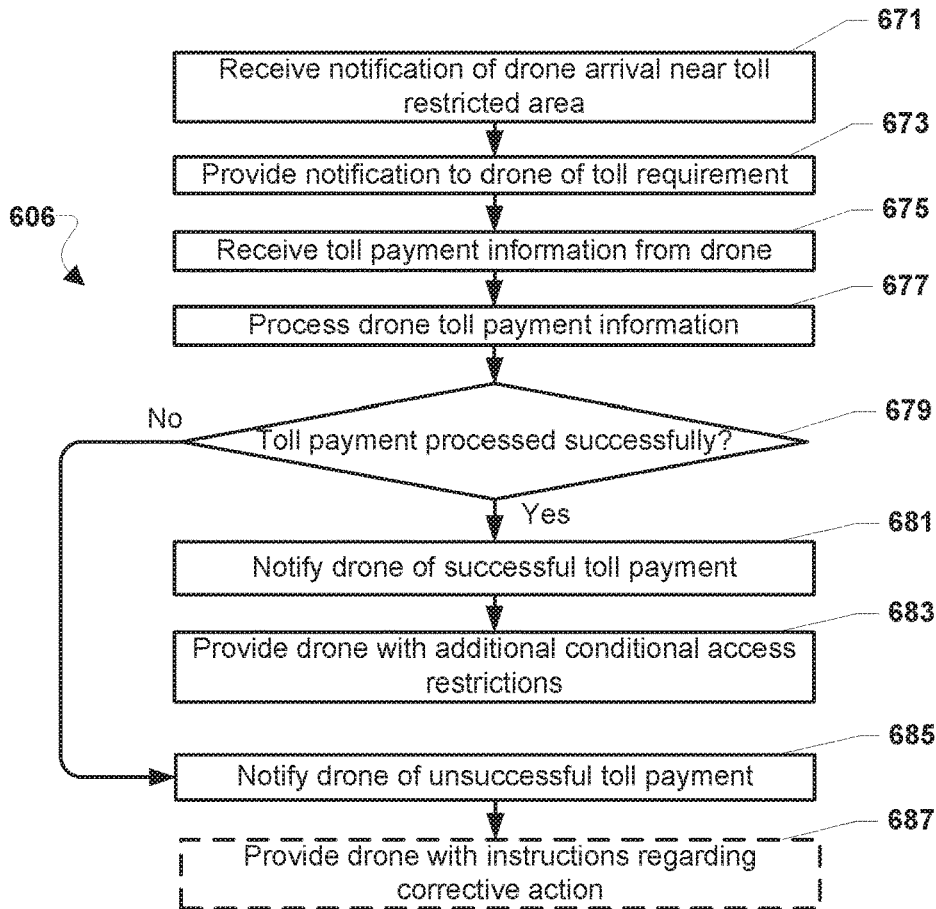 671
Receive notification of drone arrival near toll
restricted area
673
Provide notification to drone of toll requirement
606
675
Receive toll payment information from drone
677
Process drone toll payment information
No
679
Toll payment processed successfully?
Yes
681
Notify drone of successful toll payment
683
Provide drone with additional conditional access
restrictions
685
Notify drone of unsuccessful toll payment
687
Provide drone with instructions regarding
corrective action